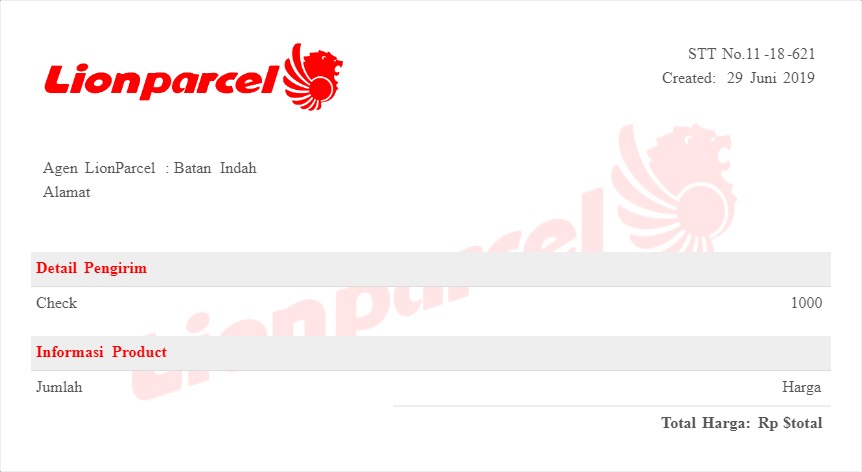 Lionparcel
STT No.11-18-621
Created: 29 Juni 2019
Agen LionParcel : Batan Indah
Alamat
Lionparcel
Detail Pengirim
Check 1000
Informasi Product
Jumlah Harga
Total Harga: Rp $total